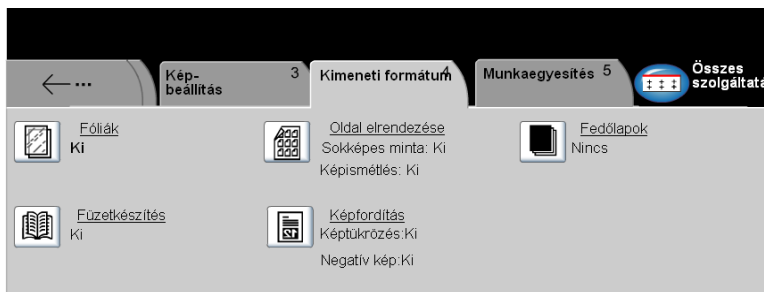 ←...
Kép-
beállítás
3
Kimeneti formátum
4
Munkaegyesítés 5
Összes
szolgáltatá
Fóliák
Ki
Oldal elrendezése
Sokképes minta: Ki
Képismétlés: Ki
Fedőlapok
Nincs
Füzetkészítés
Ki
Képfordítás
Képtükrözés:Ki
Negatív kép:Ki